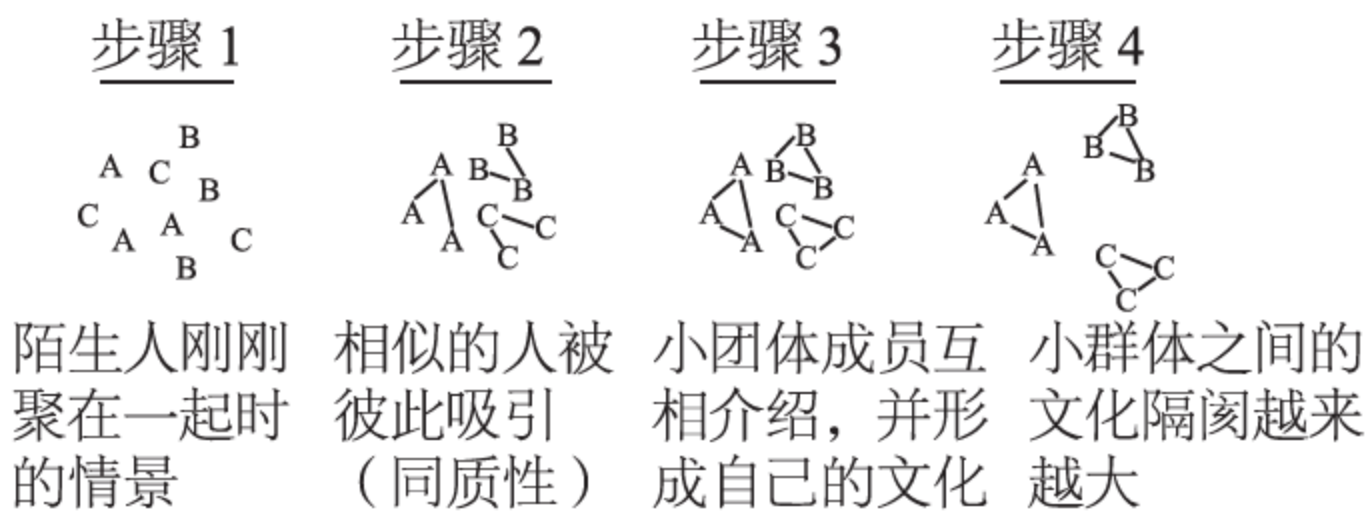 步骤 1
步骤 2
步骤 3
步骤 4
B
A C
B
C
A A
C
B
B
A B
B
A
C
C
A
C
B
A B
B
A
C
C
A
C
B
B
B
A
A
A
C
C
C
陌生人刚刚
聚在一起时
的情景
相似的人被
彼此吸引
（同质性）
小团体成员互
相介绍，并形
成自己的文化
小群体之间的
文化隔阂越来
越大